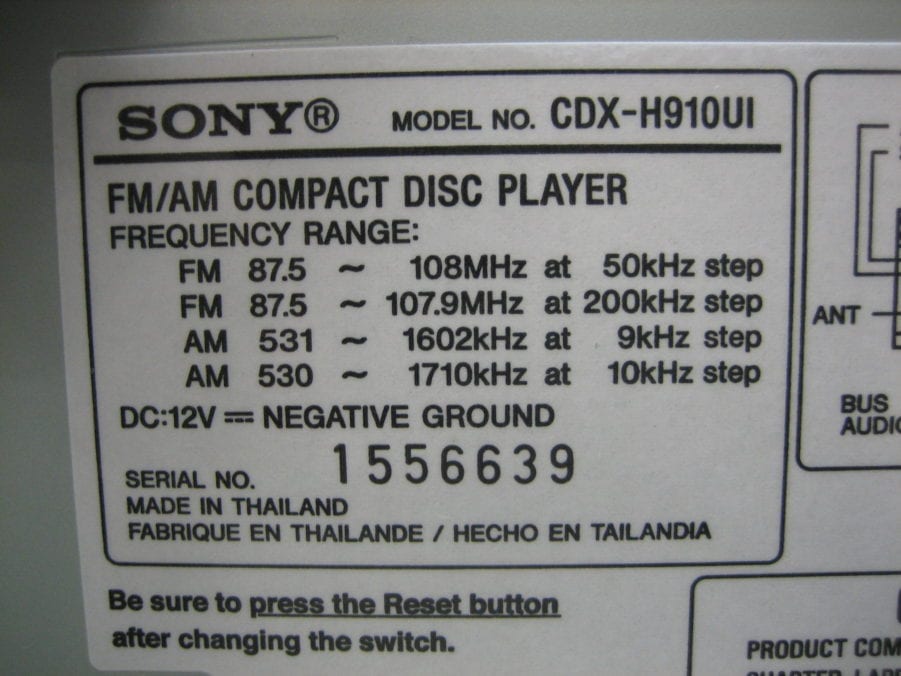 SONY® MODEL NO. CDX-H910UI
FM/AM COMPACT DISC PLAYER
FREQUENCY RANGE:
FM 87.5 ~ 108MHz at 50kHz step
FM 87.5 ~ 107.9MHz at 200kHz step
AM 531 ~ 1602kHz at 9kHz step
AM 530 ~ 1710kHz at 10kHz step
DC:12V ⎓ NEGATIVE GROUND
SERIAL NO. 1556639
MADE IN THAILAND
FABRIQUE EN THAILANDE / HECHO EN TAILANDIA
Be sure to press the Reset button
after changing the switch.
ANT
BUS
AUDIO
PRODUCT COM